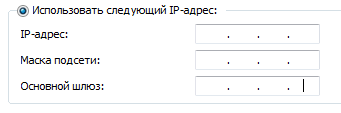 Использовать следующий IP-адрес:
IP-адрес: . . .
Маска подсети: . . .
Основной шлюз: . . .